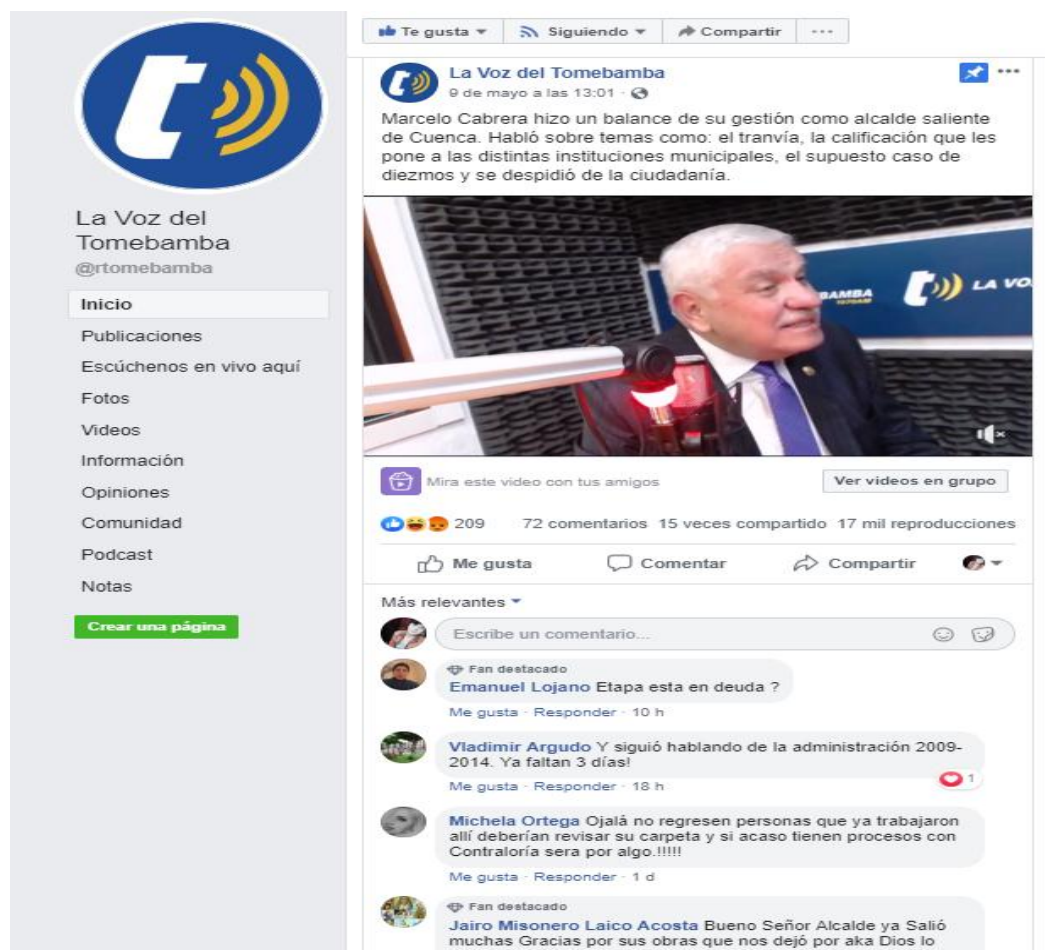 Te gusta
Siguiendo
Compartir
La Voz del
Tomebamba
@rtomebamba
Inicio
Publicaciones
Escúchenos en vivo aquí
Fotos
Videos
Información
Opiniones
Comunidad
Podcast
Notas
Crear una página
La Voz del Tomebamba
9 de mayo a las 13:01 ·
Marcelo Cabrera hizo un balance de su gestión como alcalde saliente
de Cuenca. Habló sobre temas como: el tranvía, la calificación que les
pone a las distintas instituciones municipales, el supuesto caso de
diezmos y se despidió de la ciudadanía.
BAMBA
t
LA VO
Mira este video con tus amigos
Ver videos en grupo
209 72 comentarios 15 veces compartido 17 mil reproducciones
Me gusta Comentar Compartir
Más relevantes
Escribe un comentario...
Fan destacado
Emanuel Lojano Etapa esta en deuda ?
Me gusta · Responder · 10 h
Vladimir Argudo Y siguió hablando de la administración 2009-
2014. Ya faltan 3 días!
1
Me gusta · Responder · 18 h
Michela Ortega Ojalá no regresen personas que ya trabajaron
allí deberían revisar su carpeta y si acaso tienen procesos con
Contraloría sera por algo.!!!!!
Me gusta · Responder · 1 d
Fan destacado
Jairo Misonero Laico Acosta Bueno Señor Alcalde ya Salió
muchas Gracias por sus obras que nos dejó por aka Dios lo